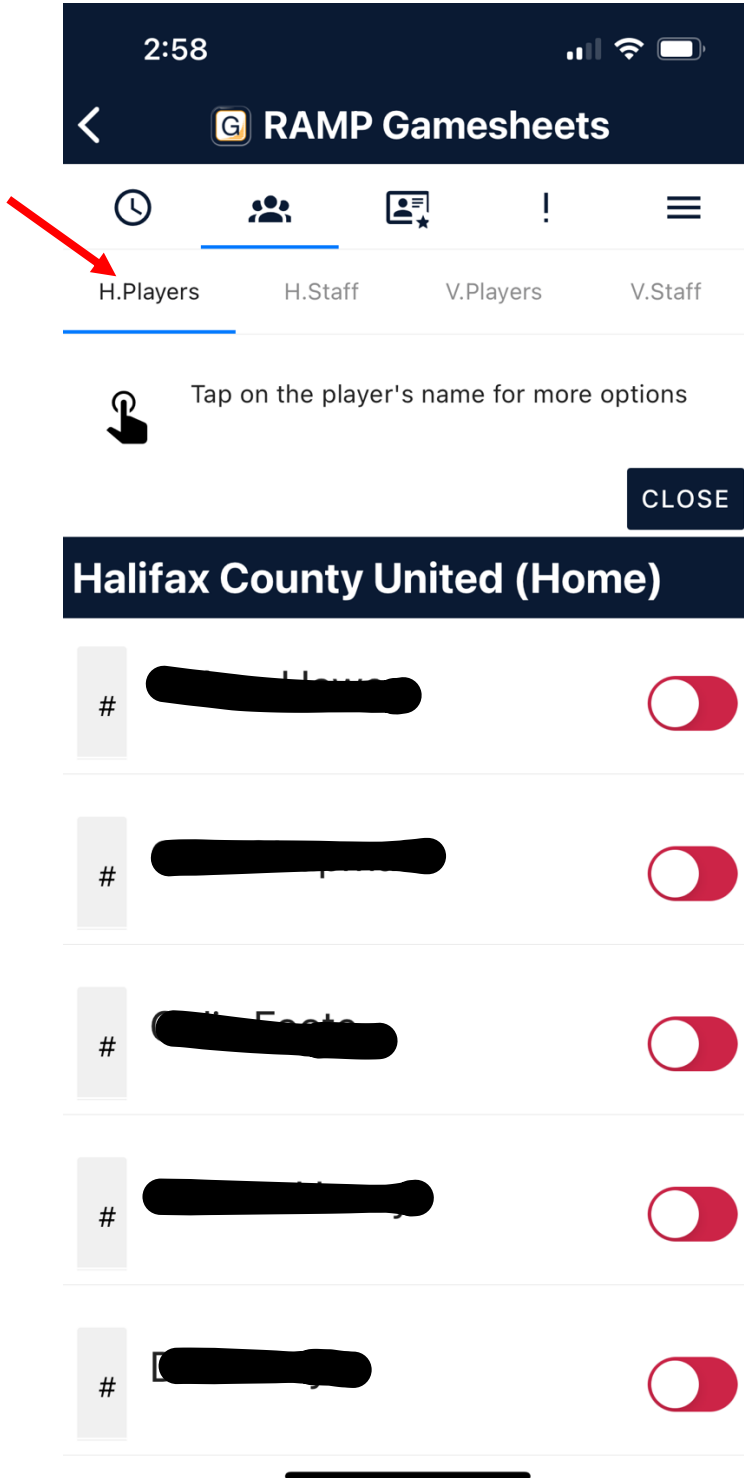 2:58
G RAMP Gamesheets
H.Players H.Staff V.Players V.Staff
Tap on the player's name for more options
CLOSE
Halifax County United (Home)
#
#
#
#
#